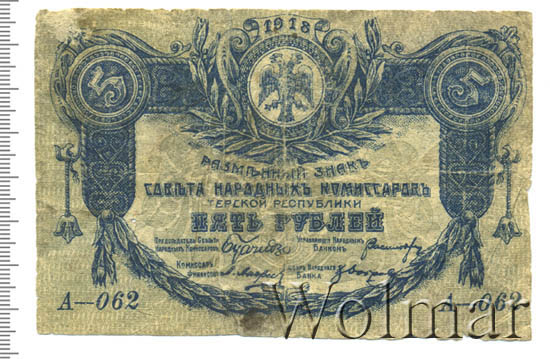 1918
5 5
РАЗМѢННЫЙ ЗНАКЪ
СОВѢТА НАРОДНЫХЪ КОМИССАРОВЪ
ТЕРСКОЙ РЕСПУБЛИКИ
ПЯТЬ РУБЛЕЙ
ПРЕДСѢДАТЕЛЬ СОВѢТА НАРОДНЫХЪ КОМИССАРОВЪ
УПРАВЛЯЮЩІЙ НАРОДНЫМЪ БАНКОМЪ
КОМИССАРЪ ФИНАНСОВЪ
НАРОДНАГО БАНКА
А—062 А—062
Wolmar